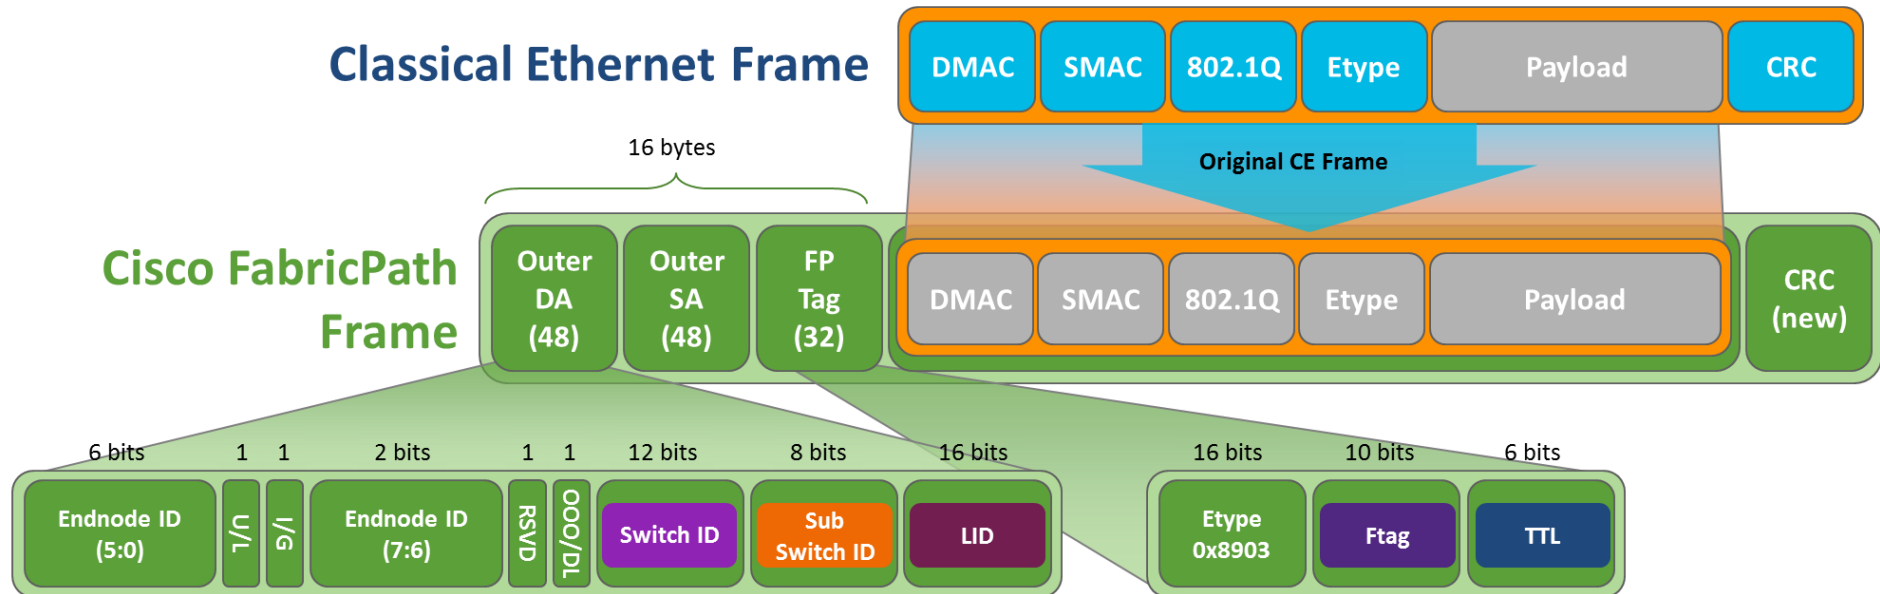 Classical Ethernet Frame
DMAC SMAC 802.1Q Etype Payload CRC
16 bytes
Original CE Frame
Cisco FabricPath
Frame
Outer
DA
(48)
Outer
SA
(48)
FP
Tag
(32)
DMAC SMAC 802.1Q Etype Payload
CRC
(new)
6 bits 1 1 2 bits 1 1 12 bits 8 bits 16 bits
Endnode ID
(5:0)
U/L
I/G
Endnode ID
(7:6)
RSVD
OOO/DL
Switch ID
Sub
Switch ID
LID
16 bits 10 bits 6 bits
Etype
0x8903
Ftag
TTL